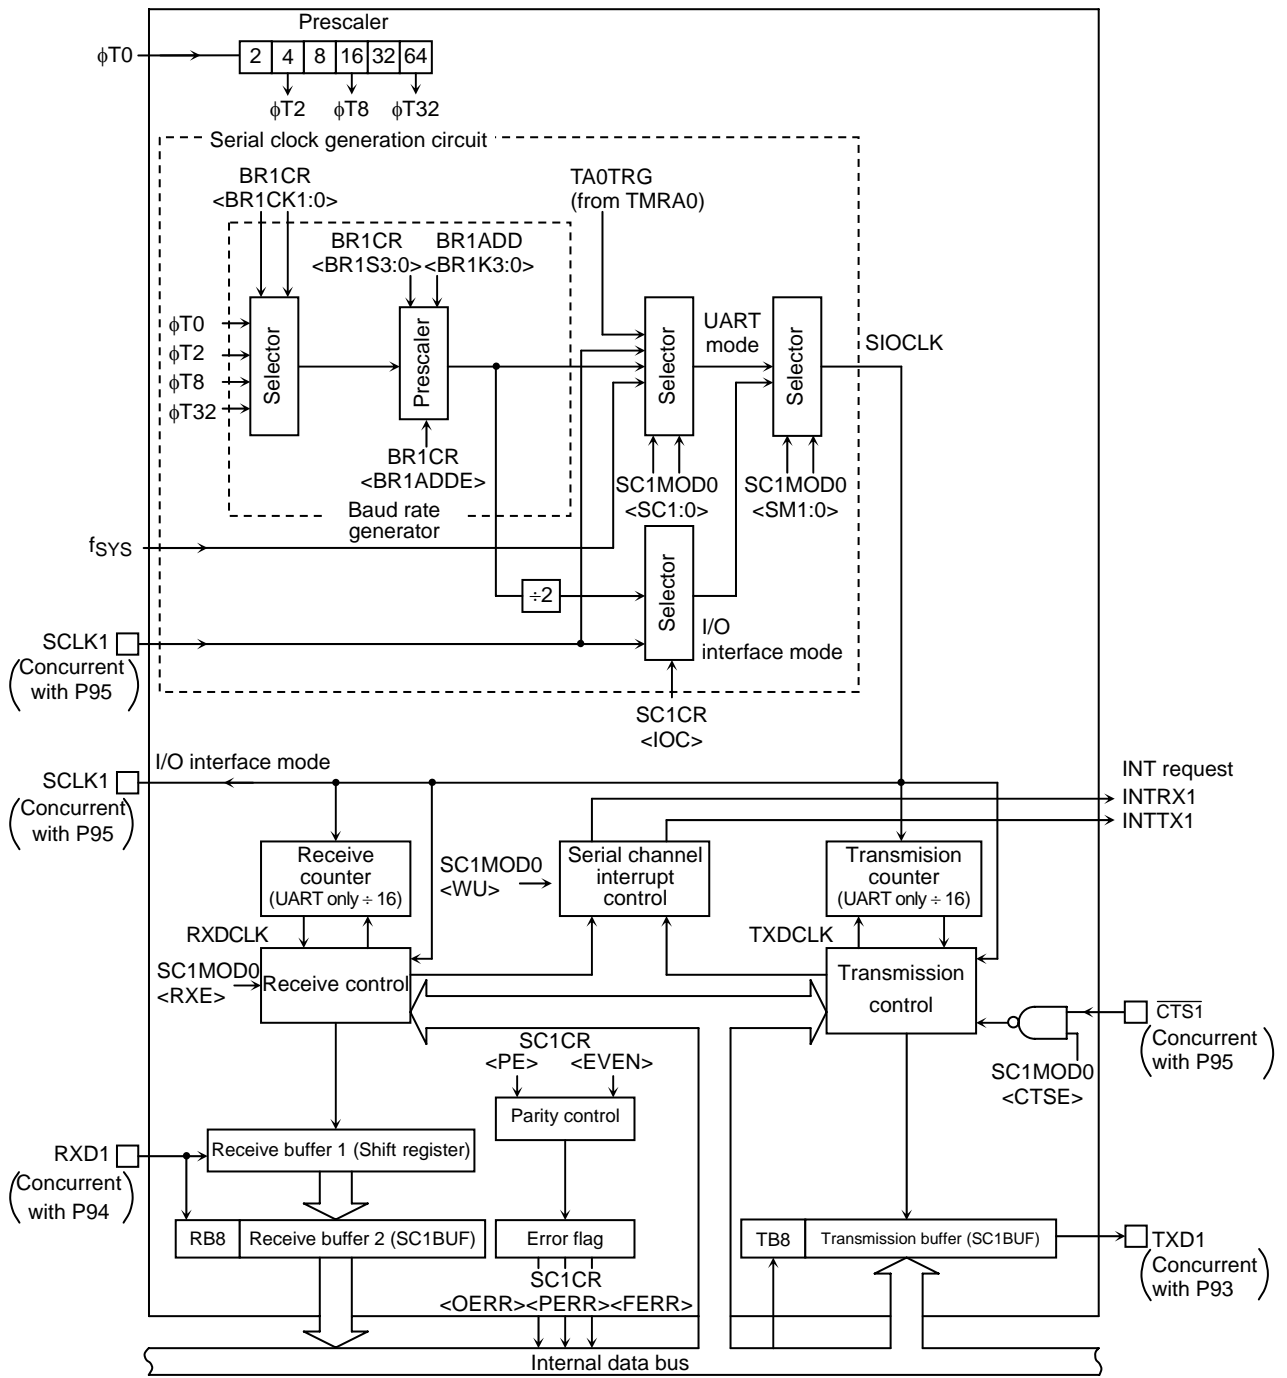 Prescaler
ϕT0
2 4 8 16 32 64
ϕT2 ϕT8 ϕT32
Serial clock generation circuit
BR1CR
<BR1CK1:0>
TA0TRG
(from TMRA0)
BR1CR
<BR1S3:0>
BR1ADD
<BR1K3:0>
ϕT0
ϕT2
ϕT8
ϕT32
Selector
Prescaler
Selector
UART
mode
Selector
SIOCLK
BR1CR
<BR1ADDE>
SC1MOD0
<SC1:0>
SC1MOD0
<SM1:0>
Baud rate
generator
fSYS
÷2
Selector
I/O
interface mode
SCLK1
(Concurrent
with P95)
SC1CR
<IOC>
I/O interface mode
SCLK1
(Concurrent
with P95)
INT request
INTRX1
INTTX1
Receive
counter
(UART only ÷ 16)
SC1MOD0
<WU>
Serial channel
interrupt
control
Transmision
counter
(UART only ÷ 16)
RXDCLK
TXDCLK
SC1MOD0
<RXE>
Receive control
Transmission
control
CTS1
(Concurrent
with P95)
SC1MOD0
<CTSE>
SC1CR
<PE> <EVEN>
Parity control
RXD1
(Concurrent
with P94)
Receive buffer 1 (Shift register)
RB8
Receive buffer 2 (SC1BUF)
Error flag
TB8
Transmission buffer (SC1BUF)
TXD1
(Concurrent
with P93)
SC1CR
<OERR><PERR><FERR>
Internal data bus